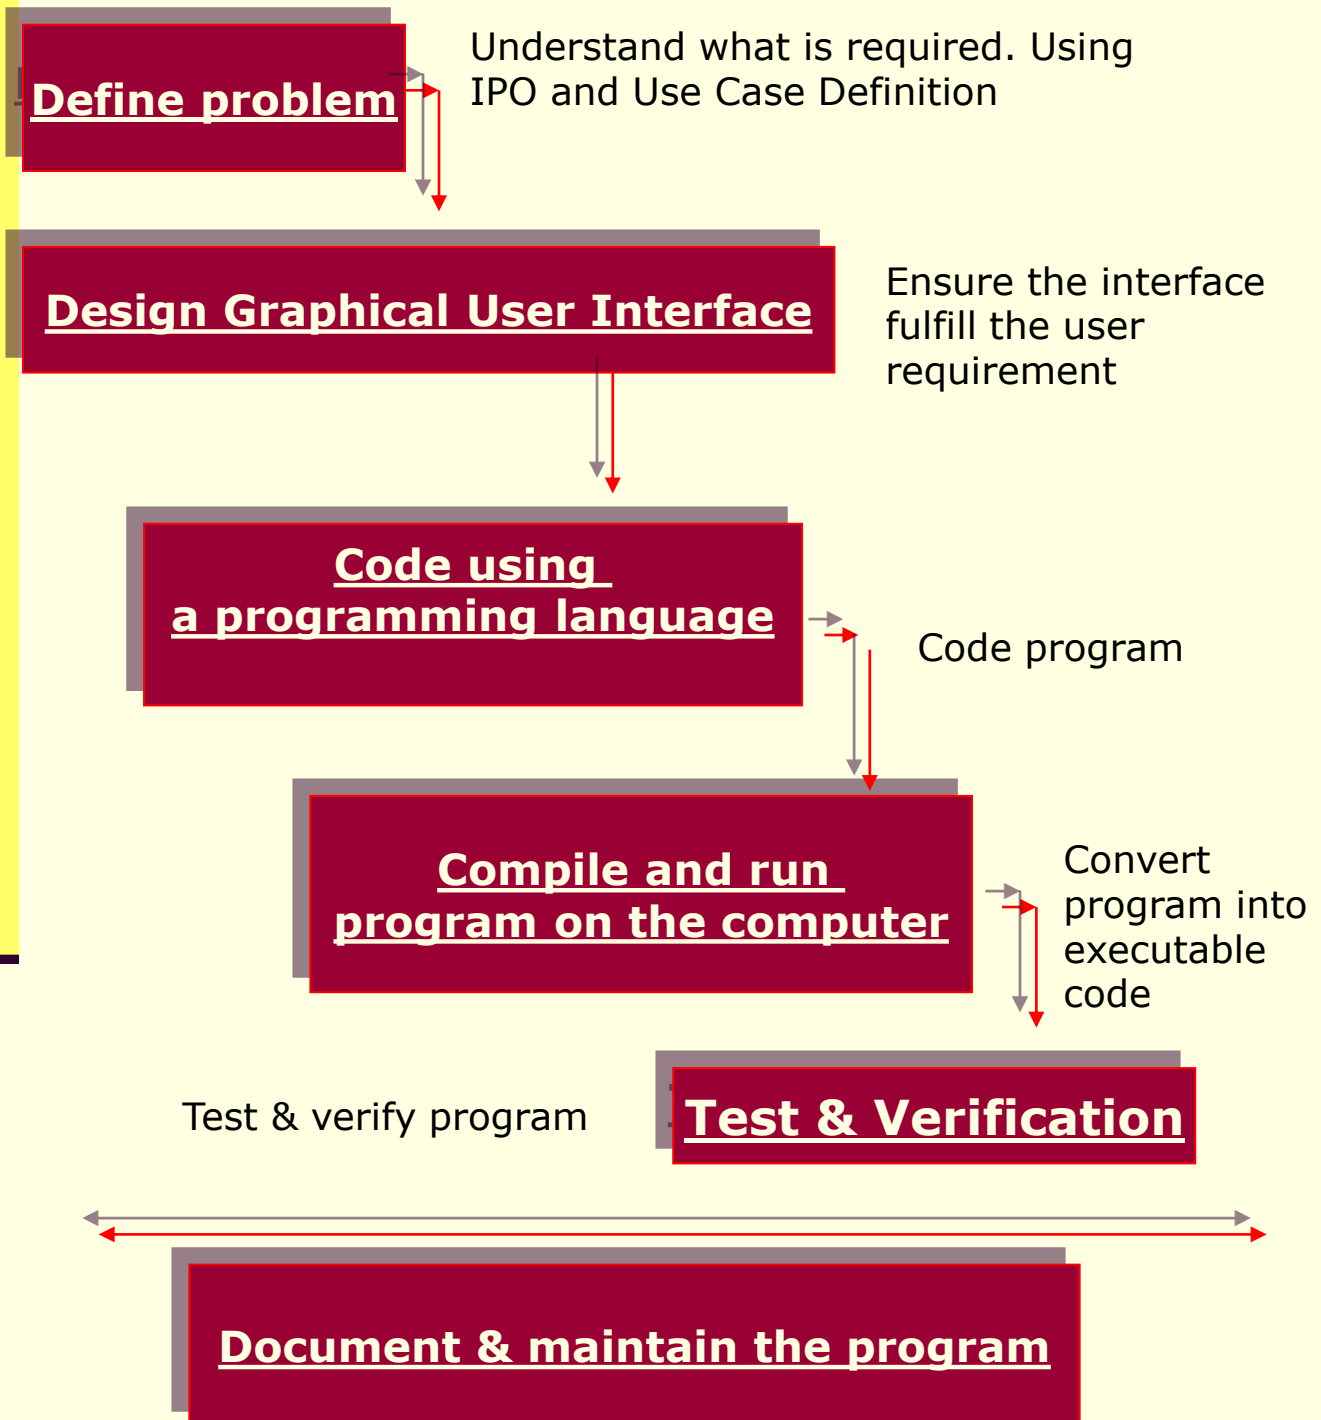 Define problem
Understand what is required. Using
IPO and Use Case Definition
Design Graphical User Interface
Ensure the interface
fulfill the user
requirement
Code using
a programming language
Code program
Compile and run
program on the computer
Convert
program into
executable
code
Test & verify program
Test & Verification
Document & maintain the program